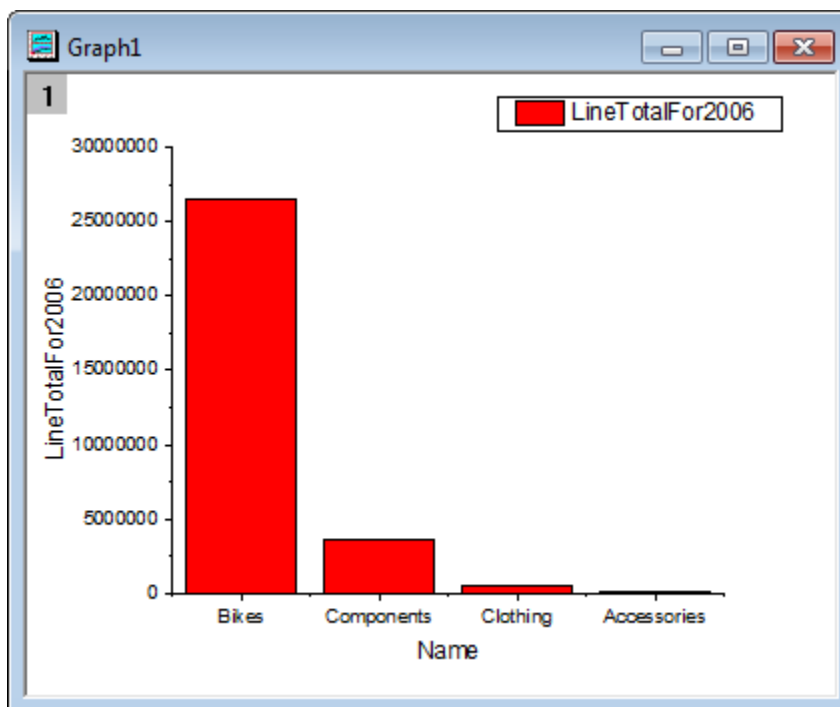 Graph1
1
LineTotalFor2006
30000000
25000000
20000000
15000000
10000000
5000000
0
LineTotalFor2006
Bikes Components Clothing Accessories
Name